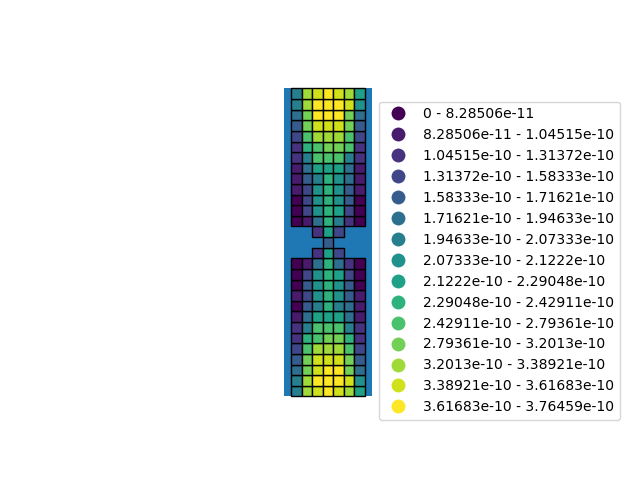 0 - 8.28506e-11
8.28506e-11 - 1.04515e-10
1.04515e-10 - 1.31372e-10
1.31372e-10 - 1.58333e-10
1.58333e-10 - 1.71621e-10
1.71621e-10 - 1.94633e-10
1.94633e-10 - 2.07333e-10
2.07333e-10 - 2.1222e-10
2.1222e-10 - 2.29048e-10
2.29048e-10 - 2.42911e-10
2.42911e-10 - 2.79361e-10
2.79361e-10 - 3.2013e-10
3.2013e-10 - 3.38921e-10
3.38921e-10 - 3.61683e-10
3.61683e-10 - 3.76459e-10